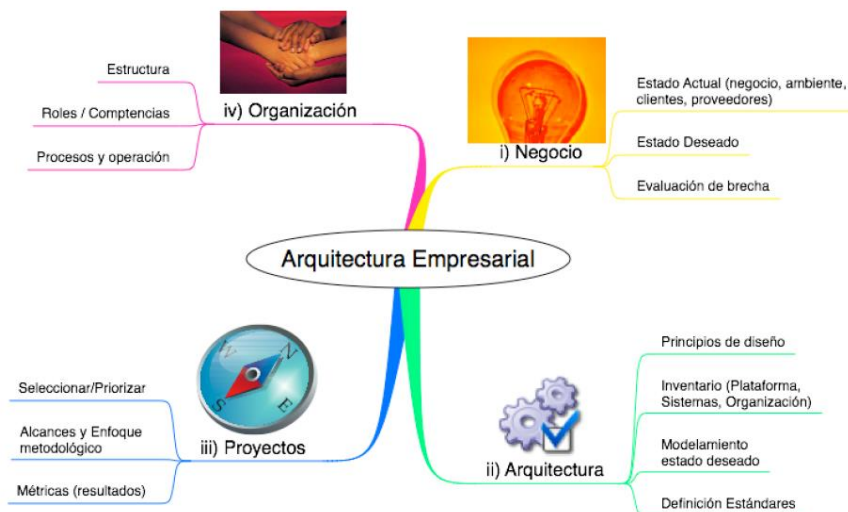 Arquitectura Empresarial
i) Negocio
Estado Actual (negocio, ambiente,
clientes, proveedores)
Estado Deseado
Evaluación de brecha
ii) Arquitectura
Principios de diseño
Inventario (Plataforma,
Sistemas, Organización)
Modelamiento
estado deseado
Definición Estándares
iii) Proyectos
N
E
S
W
Seleccionar/Priorizar
Alcances y Enfoque
metodológico
Métricas (resultados)
iv) Organización
Estructura
Roles / Comptencias
Procesos y operación